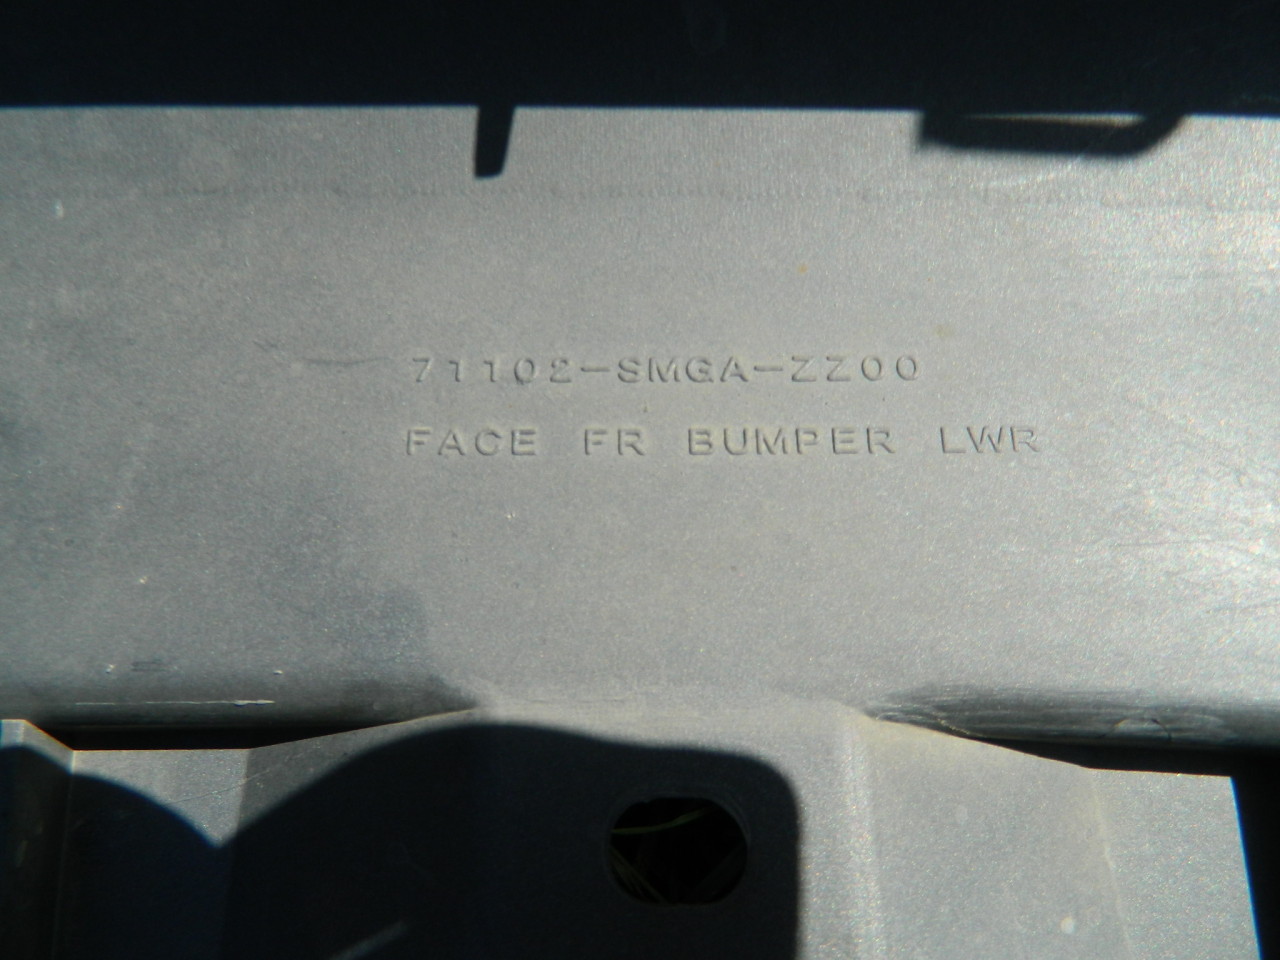 71102-SMGA-ZZ00
FACE FR BUMPER LWR